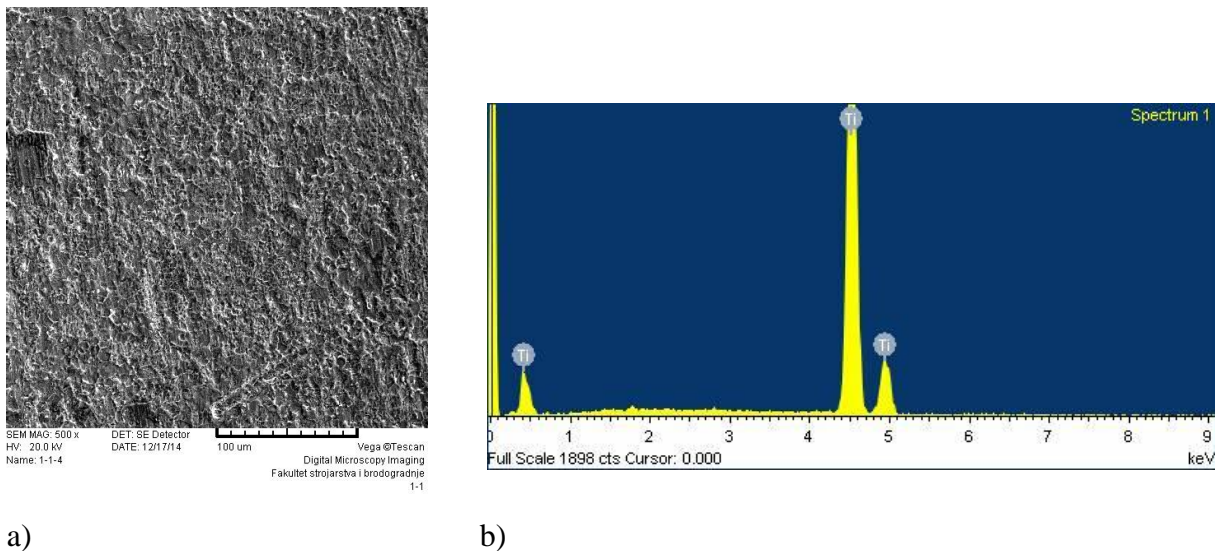 SEM MAG: 500 x DET: SE Detector
HV: 20.0 kV DATE: 12/17/14 100 um Vega ©Tescan
Name: 1-1-4 Digital Microscopy Imaging
Fakultet strojarstva i brodogradnje
1-1
Spectrum 1
Ti
Ti
Ti
0 1 2 3 4 5 6 7 8 9
Full Scale 1898 cts Cursor: 0.000 keV
a) b)